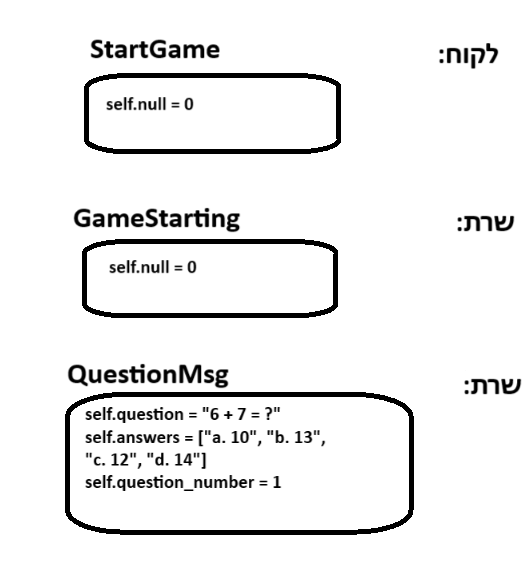 StartGame
לקוח:
self.null = 0
GameStarting
שרת:
self.null = 0
QuestionMsg
שרת:
self.question = "6 + 7 = ?"
self.answers = ["a. 10", "b. 13",
"c. 12", "d. 14"]
self.question_number = 1